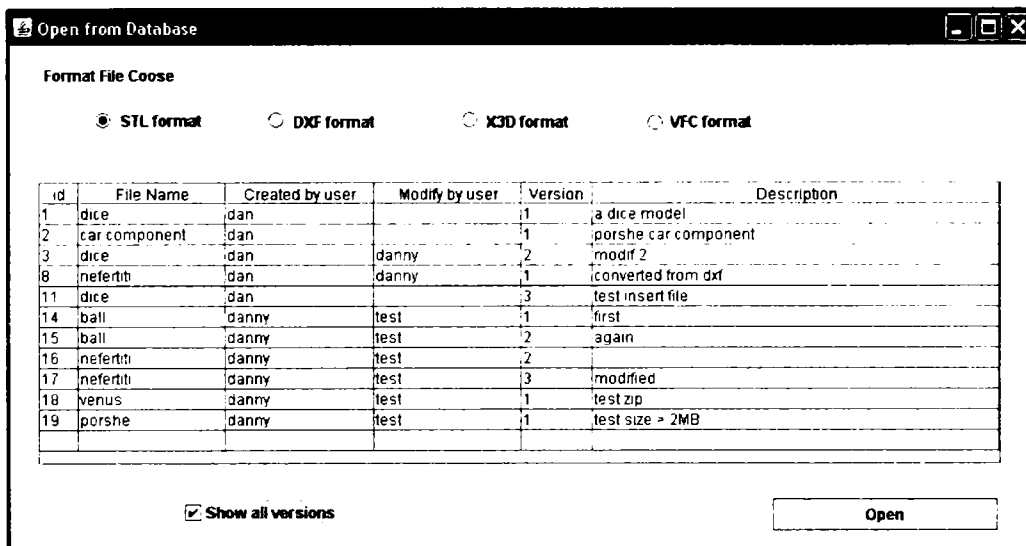 Open from Database
Format File Coose
STL format DXF format X3D format VFC format
id File Name Created by user Modify by user Version Description
1 dice dan 1 a dice model
2 car component dan 1 porshe car component
3 dice dan danny 2 modif 2
8 nefertiti dan danny 1 converted from dxf
11 dice dan 3 test insert file
14 ball danny test 1 first
15 ball danny test 2 again
16 nefertiti danny test 2
17 nefertiti danny test 3 modified
18 venus danny test 1 test zip
19 porshe danny test 1 test size > 2MB
Show all versions Open